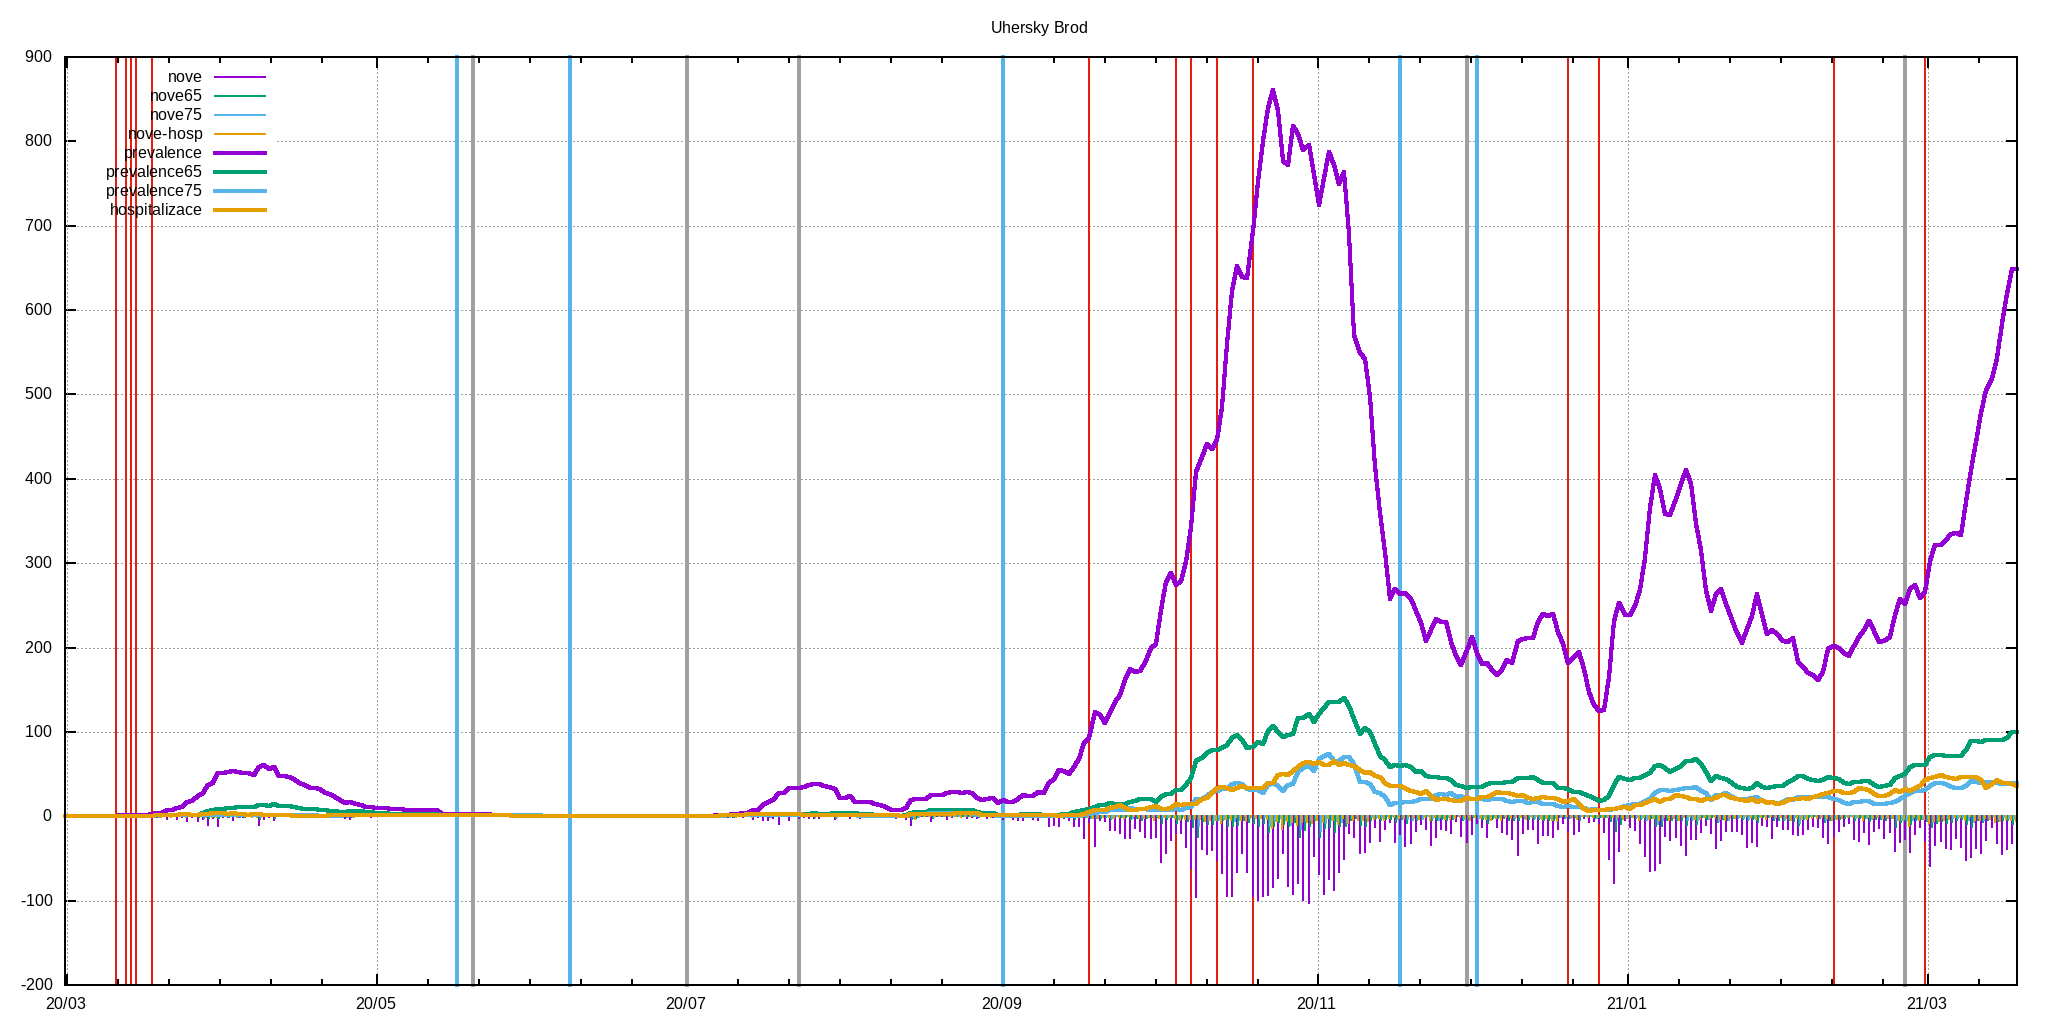 Uhersky Brod
900
800
700
600
500
400
300
200
100
0
-100
-200
nove
nove65
nove75
nove-hosp
prevalence
prevalence65
prevalence75
hospitalizace
20/03
20/05
20/07
20/09
20/11
21/01
21/03